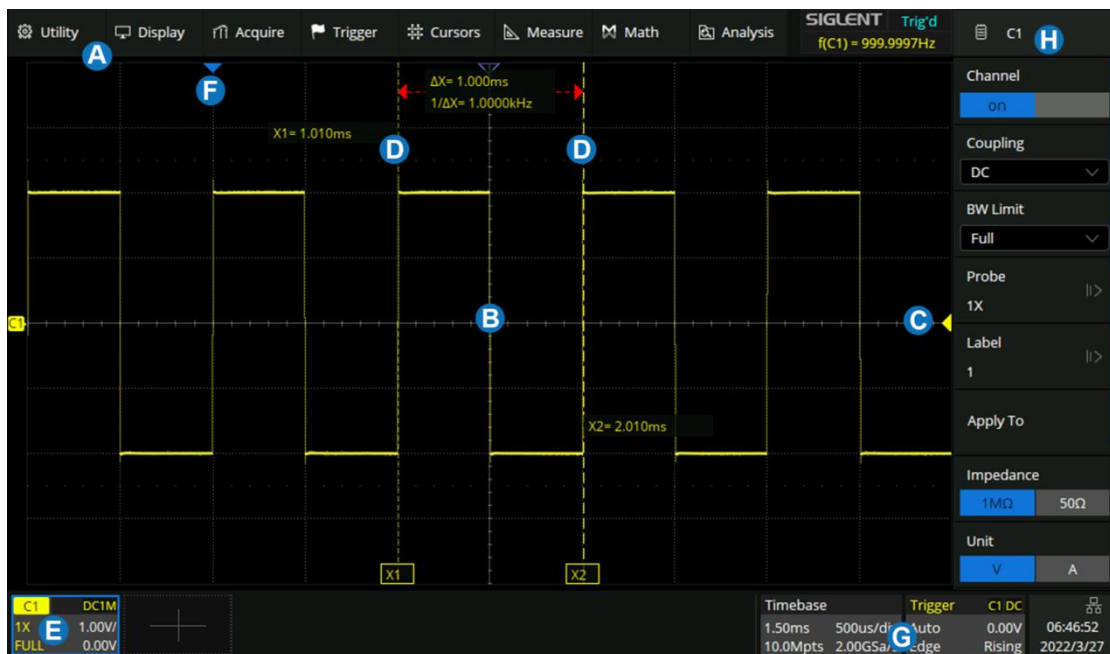 Utility Display Acquire Trigger Cursors Measure Math Analysis
SIGLENT Trig'd
f(C1) = 999.9997Hz
C1
A
H
F
ΔX= 1.000ms
1/ΔX= 1.0000kHz
X1= 1.010ms
D
D
C1
B
C
X2= 2.010ms
X1
X2
Channel
on
Coupling
DC
BW Limit
Full
Probe
1X
Label
1
Apply To
Impedance
1MΩ 50Ω
Unit
V A
C1 DC1M
1X E 1.00V/
FULL 0.00V
Timebase
1.50ms 500us/di
10.0Mpts 2.00GSa/
G
Trigger C1 DC
Auto 0.00V
Edge Rising
06:46:52
2022/3/27